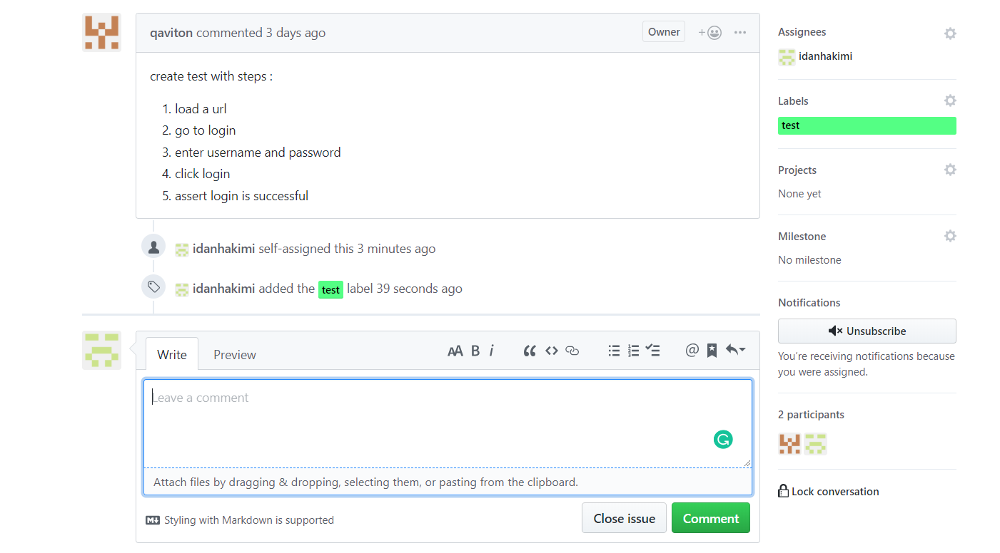 qaviton commented 3 days ago
Owner
create test with steps :
1. load a url
2. go to login
3. enter username and password
4. click login
5. assert login is successful
idanhakimi self-assigned this 3 minutes ago
idanhakimi added the test label 39 seconds ago
Write
Preview
AA B i
Leave a comment
Attach files by dragging & dropping, selecting them, or pasting from the clipboard.
Styling with Markdown is supported
Close issue
Comment
Assignees
idanhakimi
Labels
test
Projects
None yet
Milestone
No milestone
Notifications
Unsubscribe
You’re receiving notifications because
you were assigned.
2 participants
Lock conversation